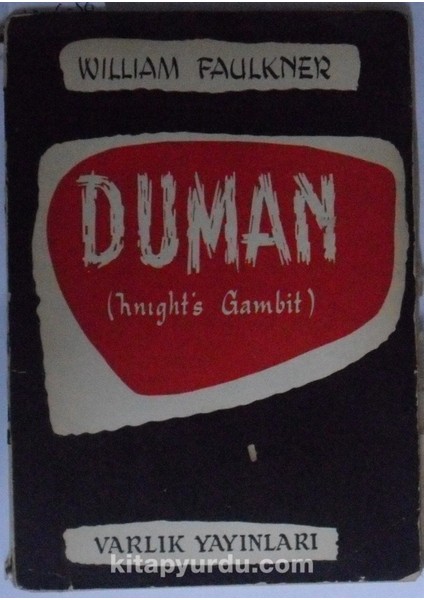 WILLIAM FAULKNER
DUMAN
(knight's Gambit)
VARLIK YAYINLARI
kitapyurdu.com